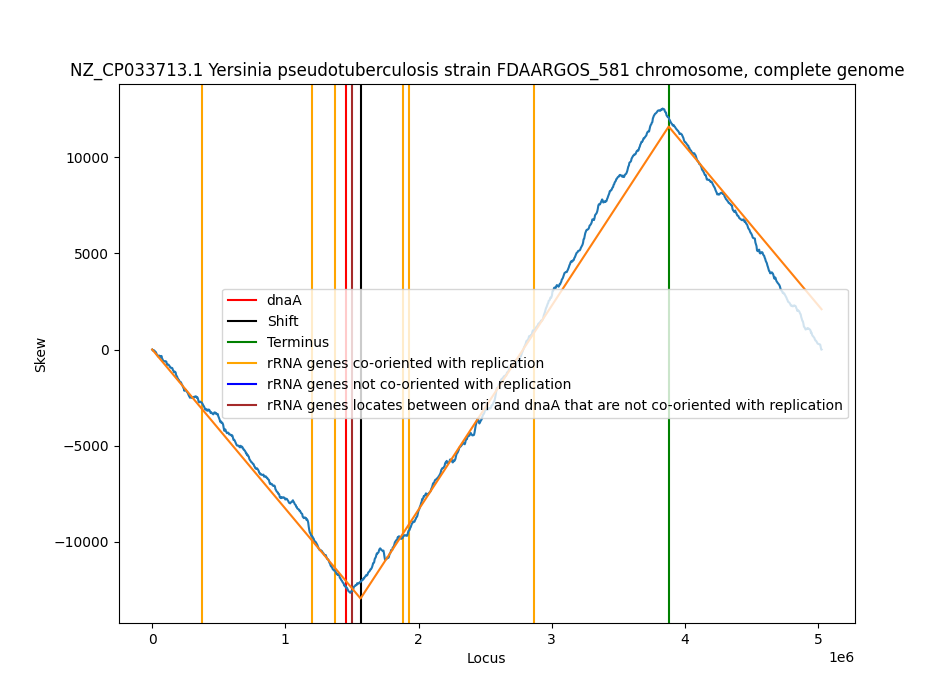 NZ_CP033713.1 Yersinia pseudotuberculosis strain FDAARGOS_581 chromosome, complete genome
10000
5000
0
−5000
−10000
Skew
dnaA
Shift
Terminus
rRNA genes co-oriented with replication
rRNA genes not co-oriented with replication
rRNA genes locates between ori and dnaA that are not co-oriented with replication
0 1 2 3 4 5
1e6
Locus